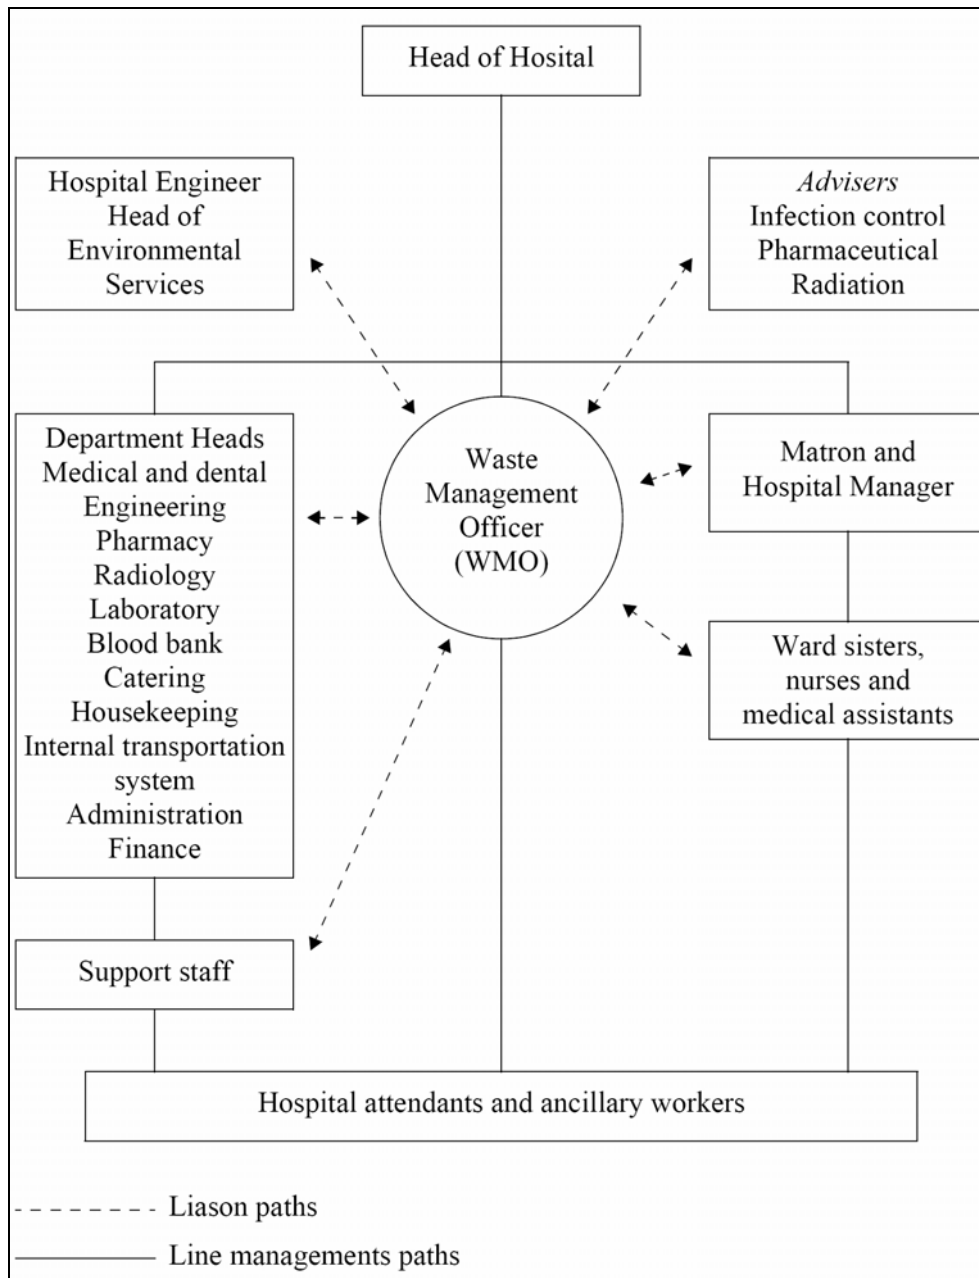 Head of Hosital
Hospital Engineer
Head of
Environmental
Services
Advisers
Infection control
Pharmaceutical
Radiation
Department Heads
Medical and dental
Engineering
Pharmacy
Radiology
Laboratory
Blood bank
Catering
Housekeeping
Internal transportation
system
Administration
Finance
Waste
Management
Officer
(WMO)
Matron and
Hospital Manager
Ward sisters,
nurses and
medical assistants
Support staff
Hospital attendants and ancillary workers
Liason paths
Line managements paths